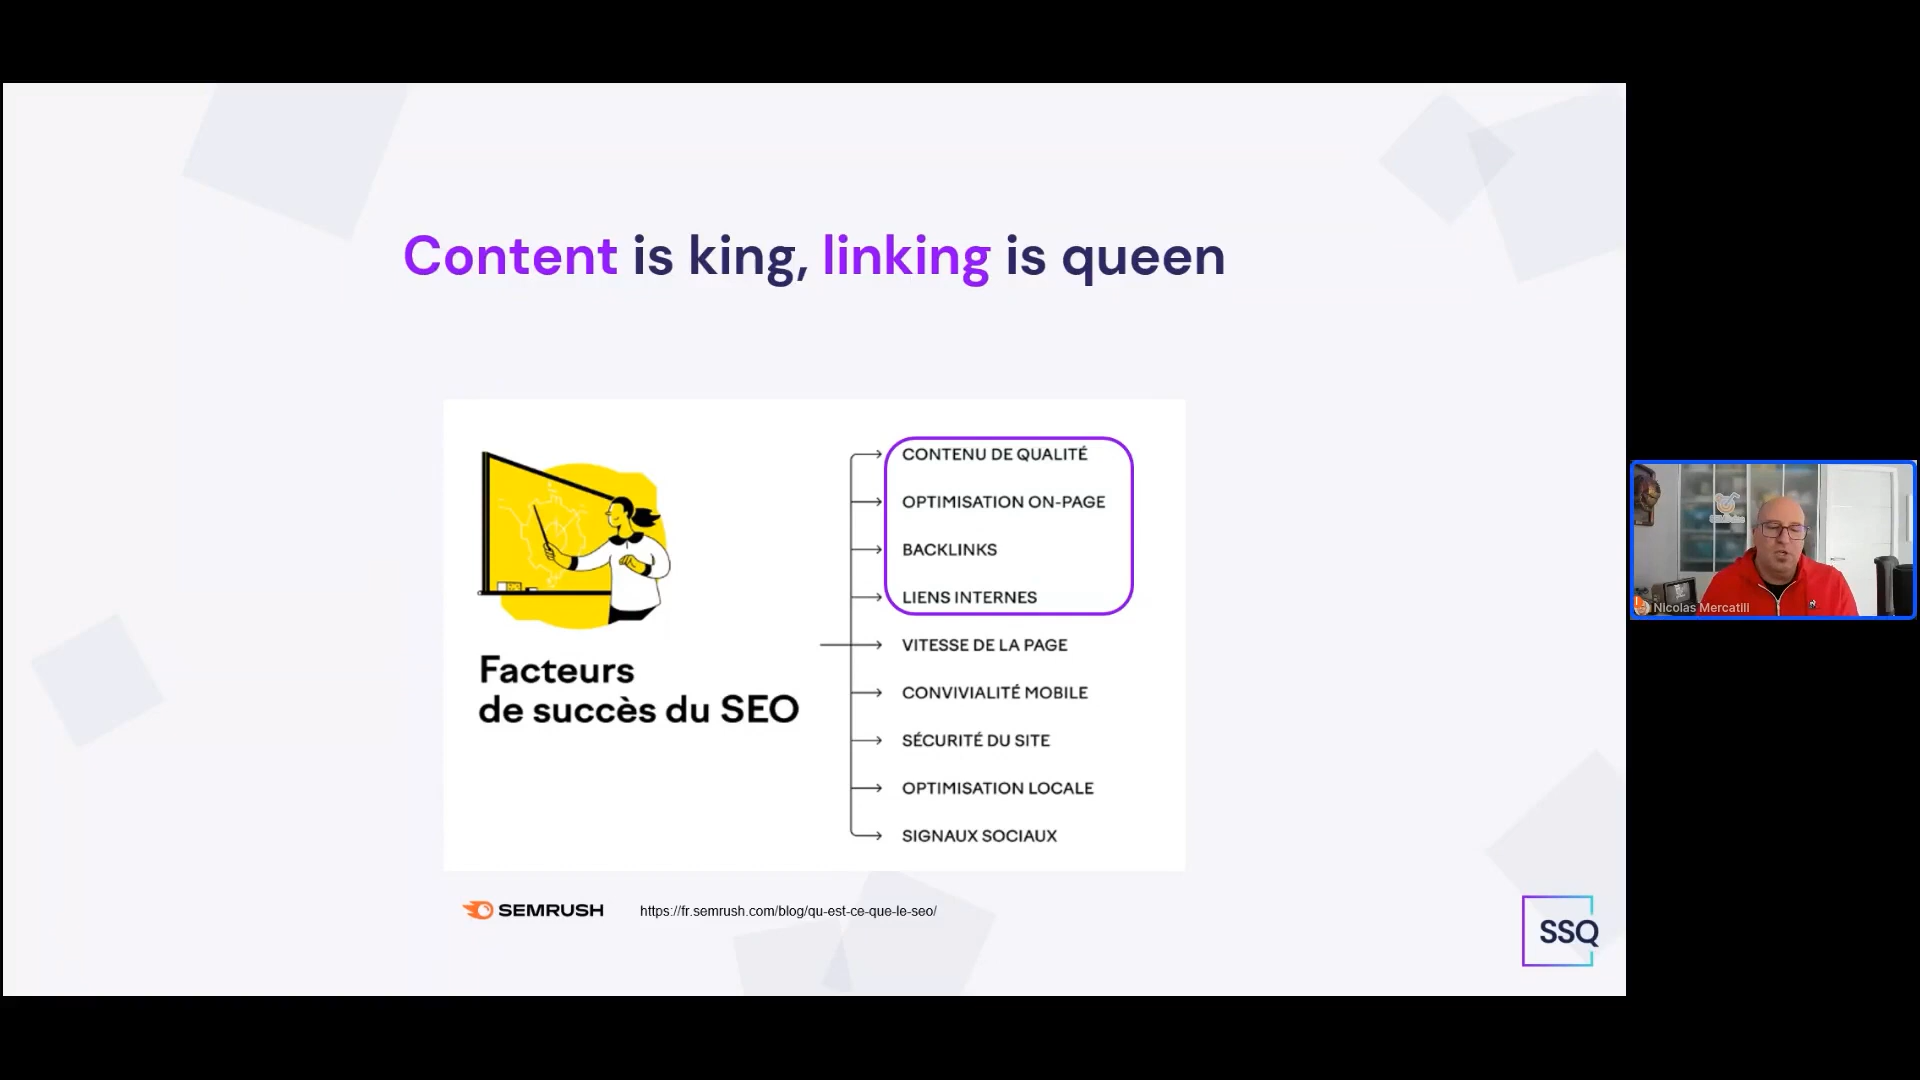 Content is king, linking is queen
Facteurs
de succès du SEO
CONTENU DE QUALITÉ
OPTIMISATION ON-PAGE
BACKLINKS
LIENS INTERNES
VITESSE DE LA PAGE
CONVIVIALITÉ MOBILE
SÉCURITÉ DU SITE
OPTIMISATION LOCALE
SIGNAUX SOCIAUX
SEMRUSH
https://fr.semrush.com/blog/qu-est-ce-que-le-seo/
SSQ
Nicolas Mercatili